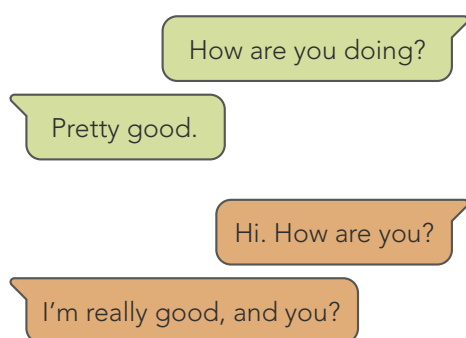 How are you doing?
Pretty good.
Hi. How are you?
I’m really good, and you?